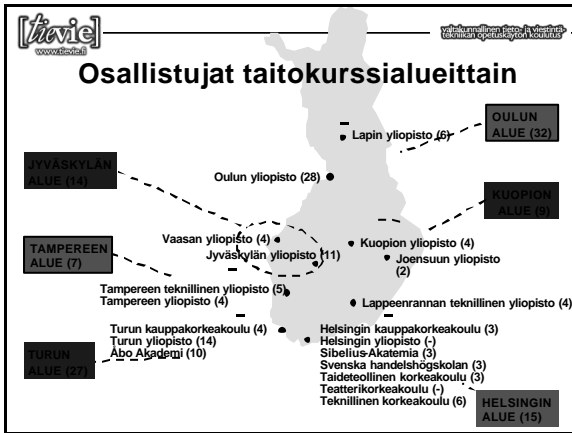 [tievie]
www.tievie.fi
valtakunnallinen tieto- ja viestintä-
tekniikan opetuskäytön koulutus
Osallistujat taitokurssialueittain
OULUN
ALUE (32)
Lapin yliopisto (6)
JYVÄSKYLÄN
ALUE (14)
Oulun yliopisto (28)
KUOPION
ALUE (9)
Vaasan yliopisto (4)
Kuopion yliopisto (4)
Jyväskylän yliopisto (11)
Joensuun yliopisto
(2)
TAMPEREEN
ALUE (7)
Tampereen teknillinen yliopisto (5)
Tampereen yliopisto (4)
Lappeenrannan teknillinen yliopisto (4)
Turun kauppakorkeakoulu (4)
Turun yliopisto (14)
Åbo Akademi (10)
TURUN
ALUE (27)
Helsingin kauppakorkeakoulu (3)
Helsingin yliopisto (-)
Sibelius-Akatemia (3)
Svenska handelshögskolan (3)
Taideteollinen korkeakoulu (3)
Teatterikorkeakoulu (-)
Teknillinen korkeakoulu (6)
HELSINGIN
ALUE (15)